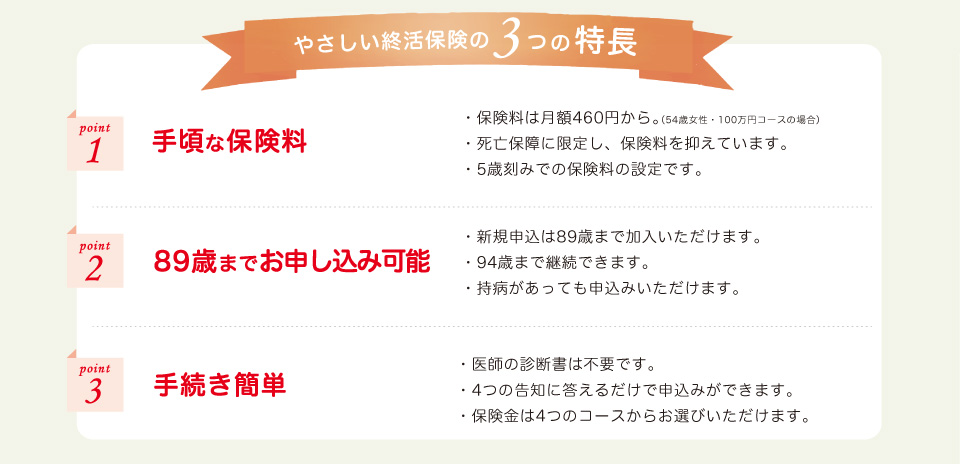 やさしい終活保険の3つの特長
point
1
手頃な保険料
・保険料は月額460円から。(54歳女性・100万円コースの場合)
・死亡保障に限定し、保険料を抑えています。
・5歳刻みでの保険料の設定です。
point
2
89歳までお申し込み可能
・新規申込は89歳まで加入いただけます。
・94歳まで継続できます。
・持病があっても申込みいただけます。
point
3
手続き簡単
・医師の診断書は不要です。
・4つの告知に答えるだけで申込みができます。
・保険金は4つのコースからお選びいただけます。